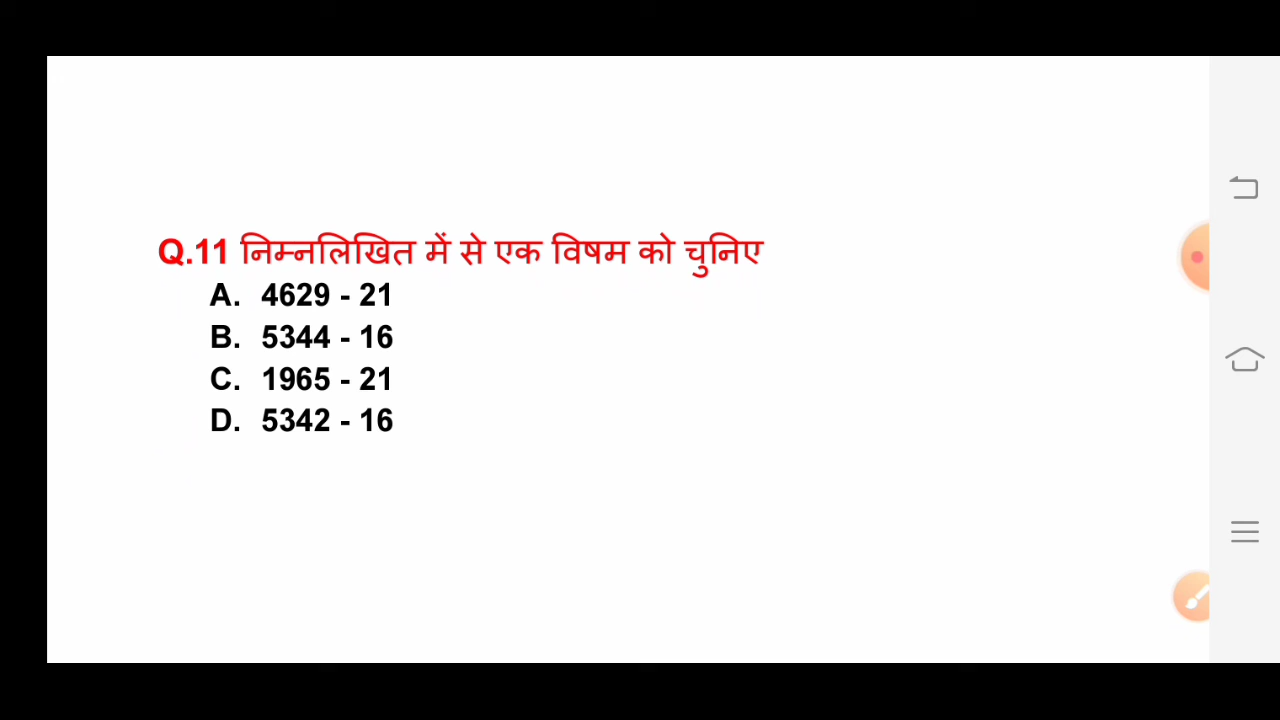 Q.11 निम्नलिखित में से एक विषम को चुनिए
A. 4629 - 21
B. 5344 - 16
C. 1965 - 21
D. 5342 - 16